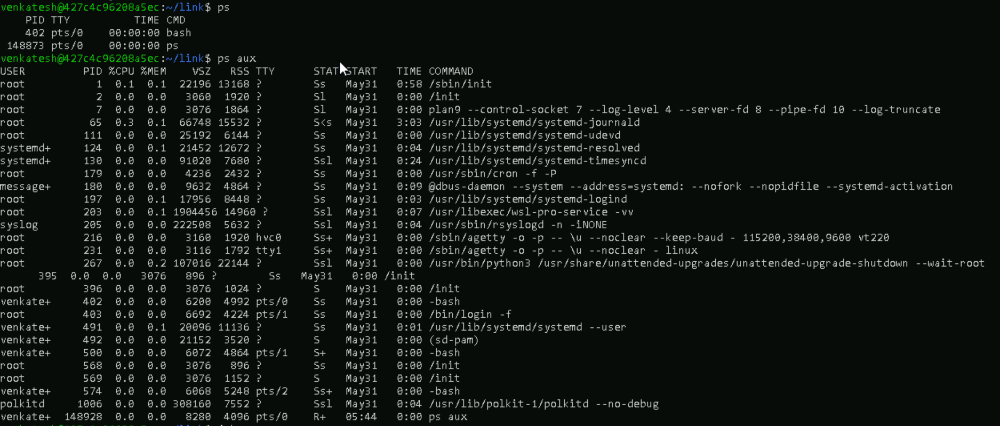 venkatesh@427c4c96208a5ec:~/link$ ps
    PID TTY          TIME CMD
    402 pts/0    00:00:00 bash
 148873 pts/0    00:00:00 ps
venkatesh@427c4c96208a5ec:~/link$ ps aux
USER         PID %CPU %MEM    VSZ   RSS TTY      STAT START   TIME COMMAND
root           1  0.1  0.1  22196 13168 ?        Ss   May31   0:58 /sbin/init
root           2  0.0  0.0   3060  1920 ?        Sl   May31   0:00 /init
root           7  0.0  0.0   3076  1864 ?        Sl   May31   0:00 plan9 --control-socket 7 --log-level 4 --server-fd 8 --pipe-fd 10 --log-truncate
root          65  0.3  0.1  66748 15532 ?        S<s  May31   3:03 /usr/lib/systemd/systemd-journald
root         111  0.0  0.0  25192  6144 ?        Ss   May31   0:00 /usr/lib/systemd/systemd-udevd
systemd+     124  0.0  0.1  21452 12672 ?        Ss   May31   0:04 /usr/lib/systemd/systemd-resolved
systemd+     130  0.0  0.0  91020  7680 ?        Ssl  May31   0:24 /usr/lib/systemd/systemd-timesyncd
root         179  0.0  0.0   4236  2432 ?        Ss   May31   0:00 /usr/sbin/cron -f -P
message+     180  0.0  0.0   9632  4864 ?        Ss   May31   0:09 @dbus-daemon --system --address=systemd: --nofork --nopidfile --systemd-activation
root         197  0.0  0.1  17956  8448 ?        Ss   May31   0:03 /usr/lib/systemd/systemd-logind
root         203  0.0  0.1 1904456 14960 ?       Ssl  May31   0:07 /usr/libexec/wsl-pro-service -vv
syslog       205  0.0  0.0 222508  5632 ?        Ssl  May31   0:04 /usr/sbin/rsyslogd -n -iNONE
root         216  0.0  0.0   3160  1920 hvc0     Ss+  May31   0:00 /sbin/agetty -o -p -- \u --noclear --keep-baud - 115200,38400,9600 vt220
root         231  0.0  0.0   3116  1792 tty1     Ss+  May31   0:00 /sbin/agetty -o -p -- \u --noclear - linux
root         267  0.0  0.2 107016 22144 ?        Ssl  May31   0:00 /usr/bin/python3 /usr/share/unattended-upgrades/unattended-upgrade-shutdown --wait-root
      395  0.0  0.0   3076   896 ?        Ss   May31   0:00 /init
root         396  0.0  0.0   3076  1024 ?        S    May31   0:00 /init
venkate+     402  0.0  0.0   6200  4992 pts/0    Ss   May31   0:00 -bash
root         403  0.0  0.0   6692  4224 pts/1    Ss   May31   0:00 /bin/login -f
venkate+     491  0.0  0.1  20096 11136 ?        Ss   May31   0:01 /usr/lib/systemd/systemd --user
venkate+     492  0.0  0.0  21152  3520 ?        S    May31   0:00 (sd-pam)
venkate+     500  0.0  0.0   6072  4864 pts/1    S+   May31   0:00 -bash
root         568  0.0  0.0   3076   896 ?        Ss   May31   0:00 /init
root         569  0.0  0.0   3076  1152 ?        S    May31   0:00 /init
venkate+     574  0.0  0.0   6068  5248 pts/2    Ss+  May31   0:00 -bash
polkitd     1006  0.0  0.0 308160  7552 ?        Ssl  May31   0:04 /usr/lib/polkit-1/polkitd --no-debug
venkate+  148928  0.0  0.0   8280  4096 pts/0    R+   05:44   0:00 ps aux